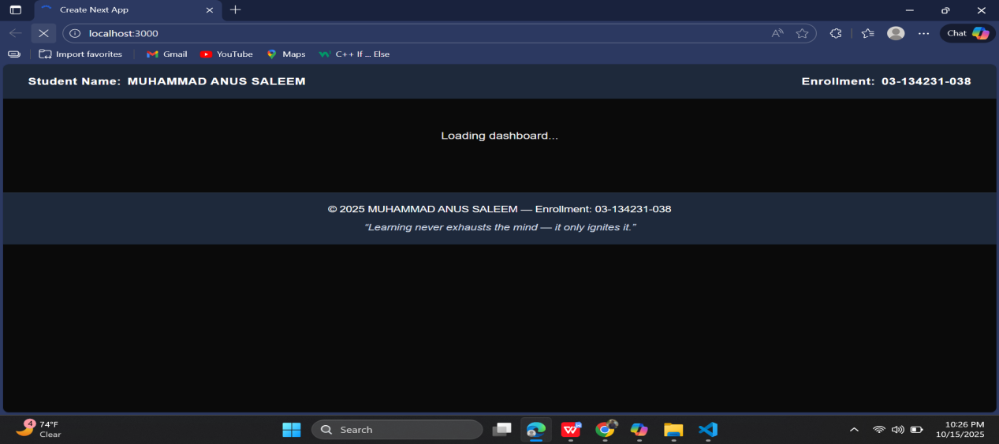 Create Next App
localhost:3000
Chat
Import favorites Gmail YouTube Maps C++ If ... Else
Student Name: MUHAMMAD ANUS SALEEM Enrollment: 03-134231-038
Loading dashboard...
© 2025 MUHAMMAD ANUS SALEEM — Enrollment: 03-134231-038
“Learning never exhausts the mind — it only ignites it.”
4 74°F
Clear
Search
10:26 PM
10/15/2025